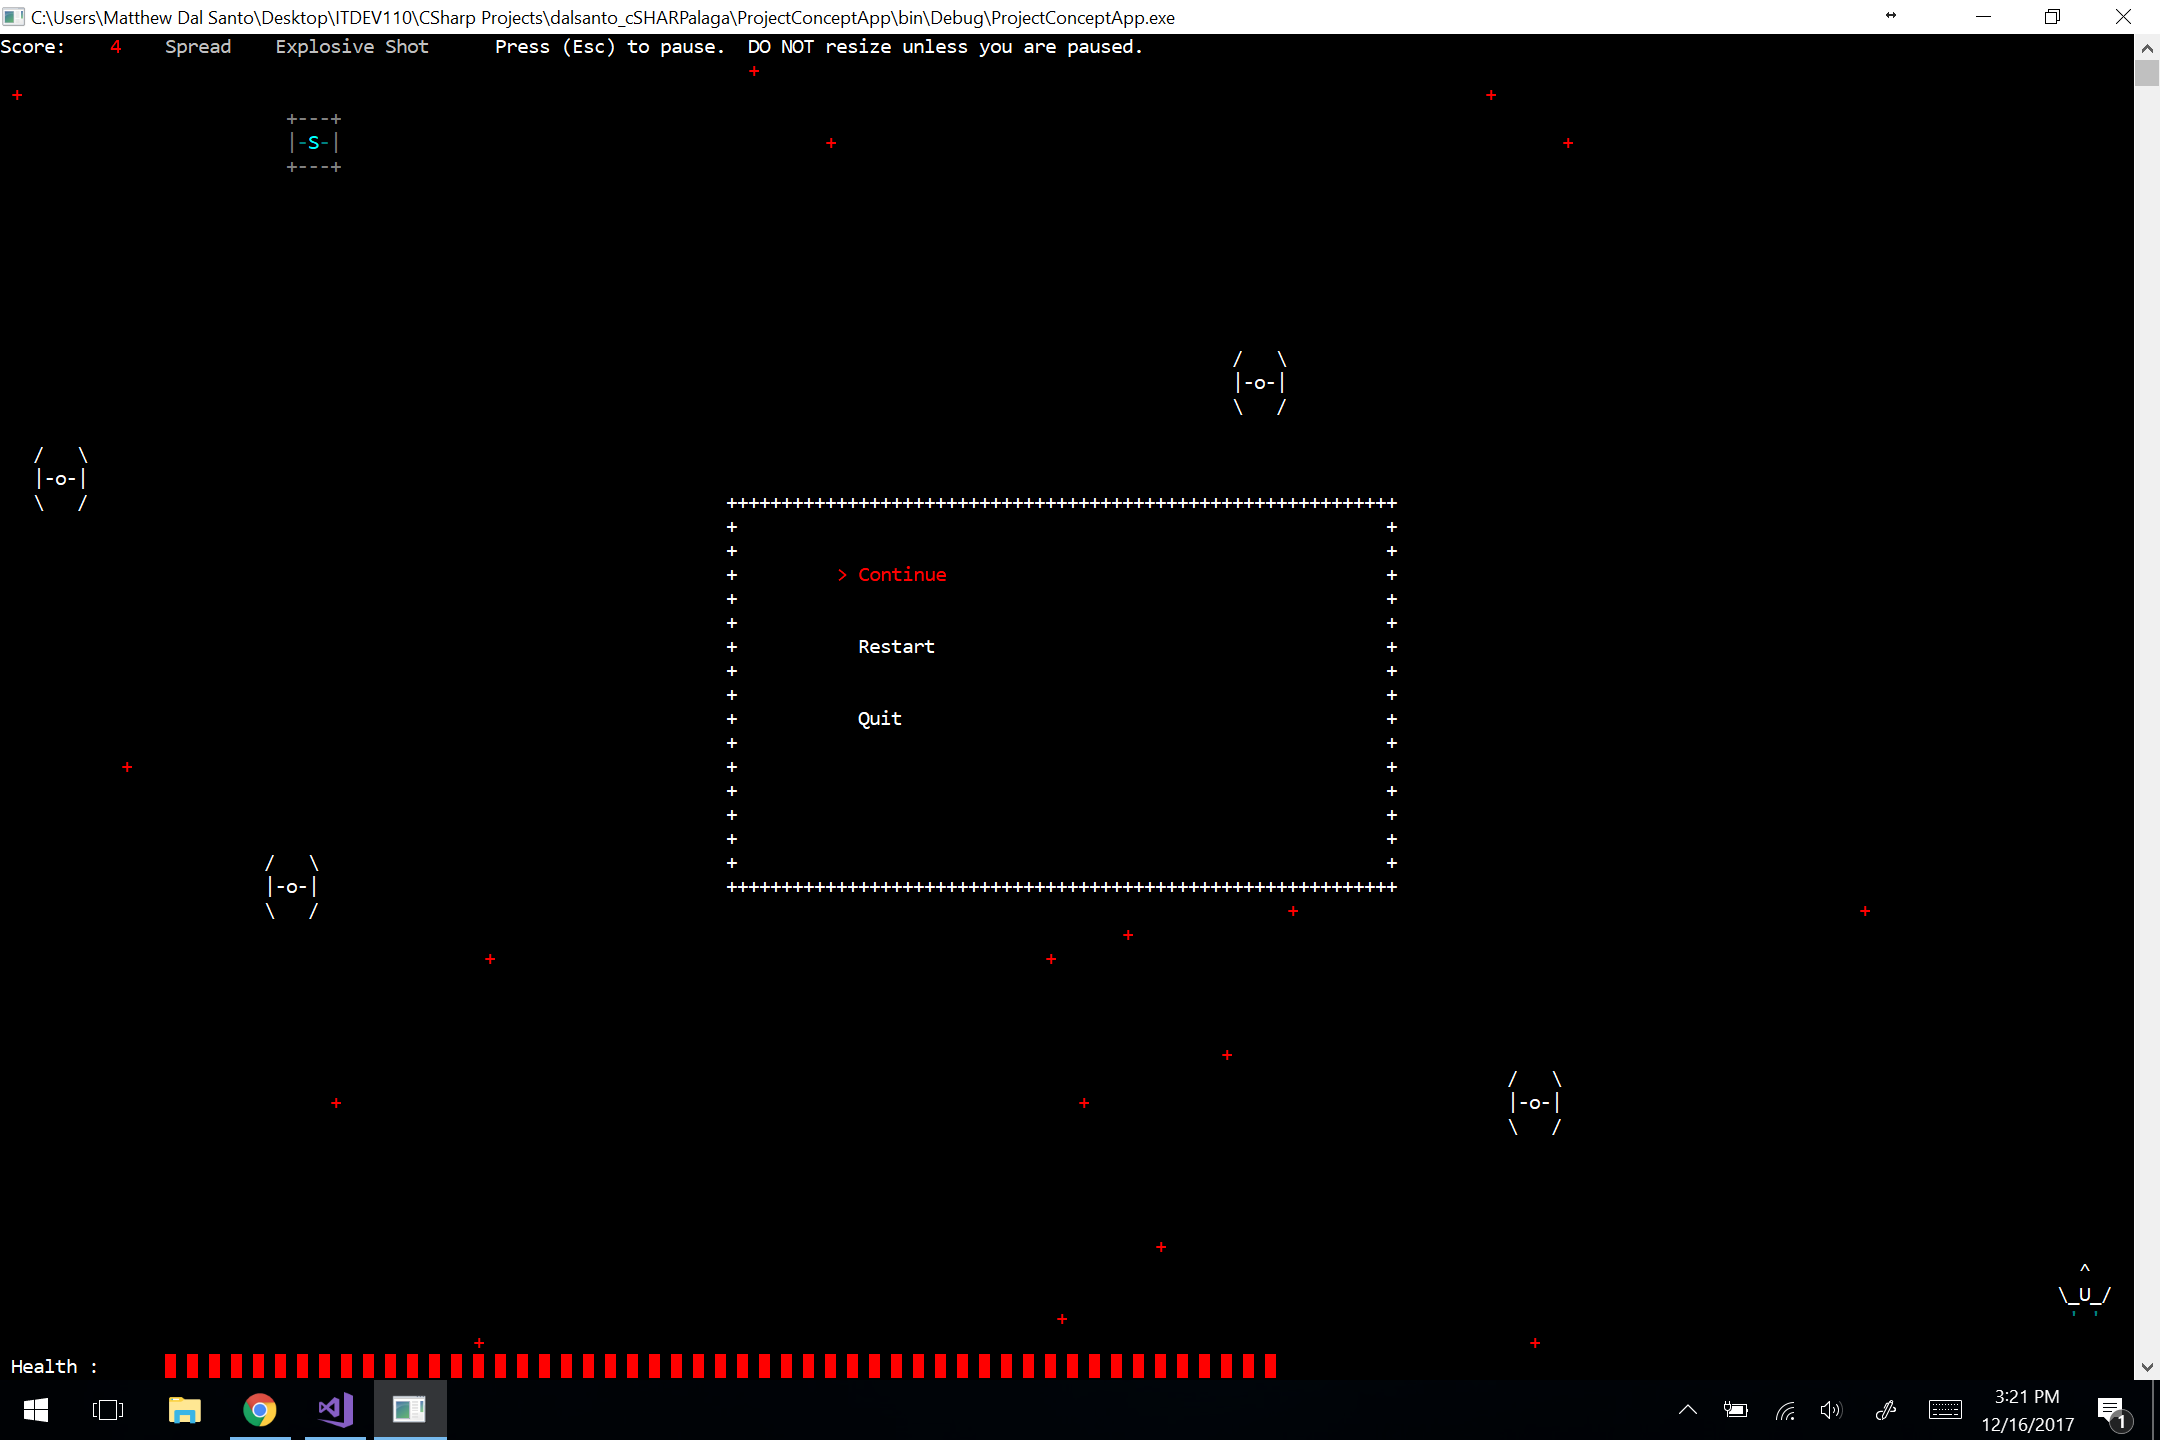 C:\Users\Matthew Dal Santo\Desktop\ITDEV110\CSharp Projects\dalsanto_cSHARPalaga\ProjectConceptApp\bin\Debug\ProjectConceptApp.exe
Score: 4 Spread Explosive Shot Press (Esc) to pause. DO NOT resize unless you are paused.
+---+
|-S-|
+---+
/ \
|-o-|
\ /
/ \
|-o-|
\ /
> Continue
Restart
Quit
/ \
|-o-|
\ /
/ \
|-o-|
\ /
^
\_U_/
' '
Health :
3:21 PM
12/16/2017
1